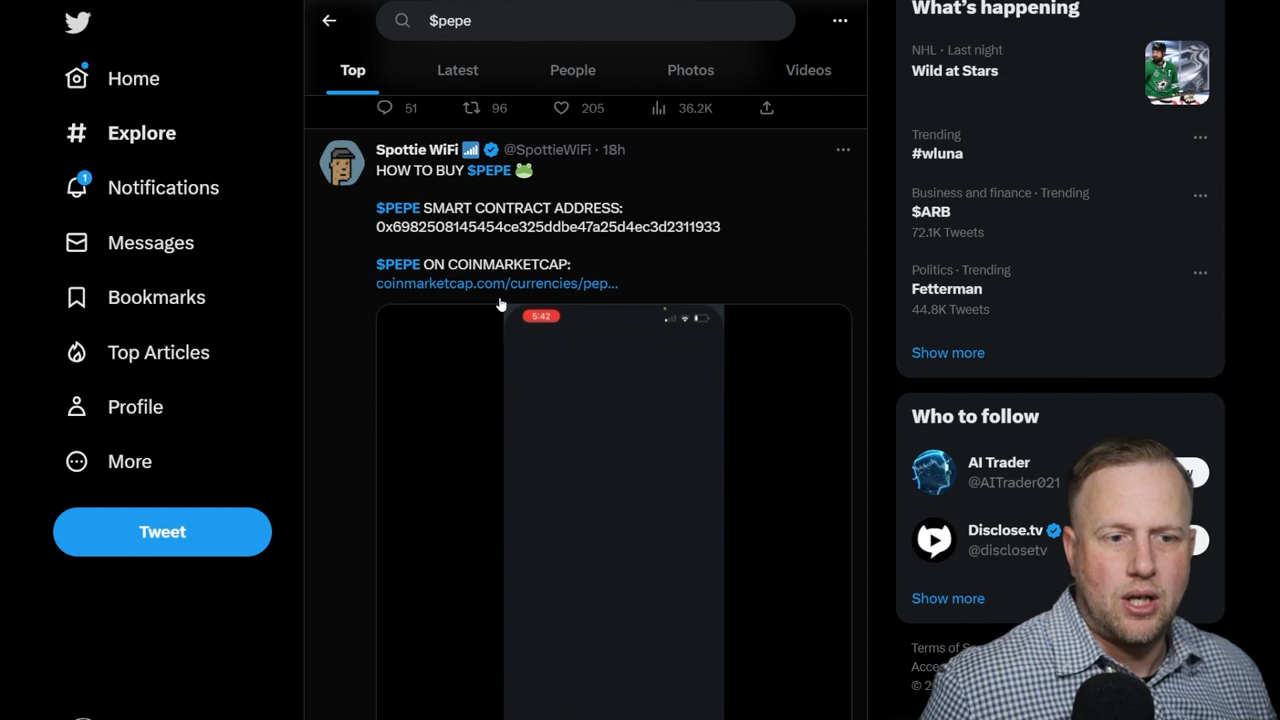 $pepe
Home
Explore
1
Notifications
Messages
Bookmarks
Top Articles
Profile
More
Tweet
Top
Latest
People
Photos
Videos
51
96
205
36.2K
Spottie WiFi @SpottieWiFi · 18h
HOW TO BUY $PEPE 🐸
$PEPE SMART CONTRACT ADDRESS:
0x6982508145454ce325ddbe47a25d4ec3d2311933
$PEPE ON COINMARKETCAP:
coinmarketcap.com/currencies/pep...
5:42
What's happening
NHL · Last night
Wild at Stars
Trending
#wluna
Business and finance · Trending
$ARB
72.1K Tweets
Politics · Trending
Fetterman
44.8K Tweets
Show more
Who to follow
AI Trader
@AITrader021
Disclose.tv
@disclosetv
Show more
Terms of
© 2